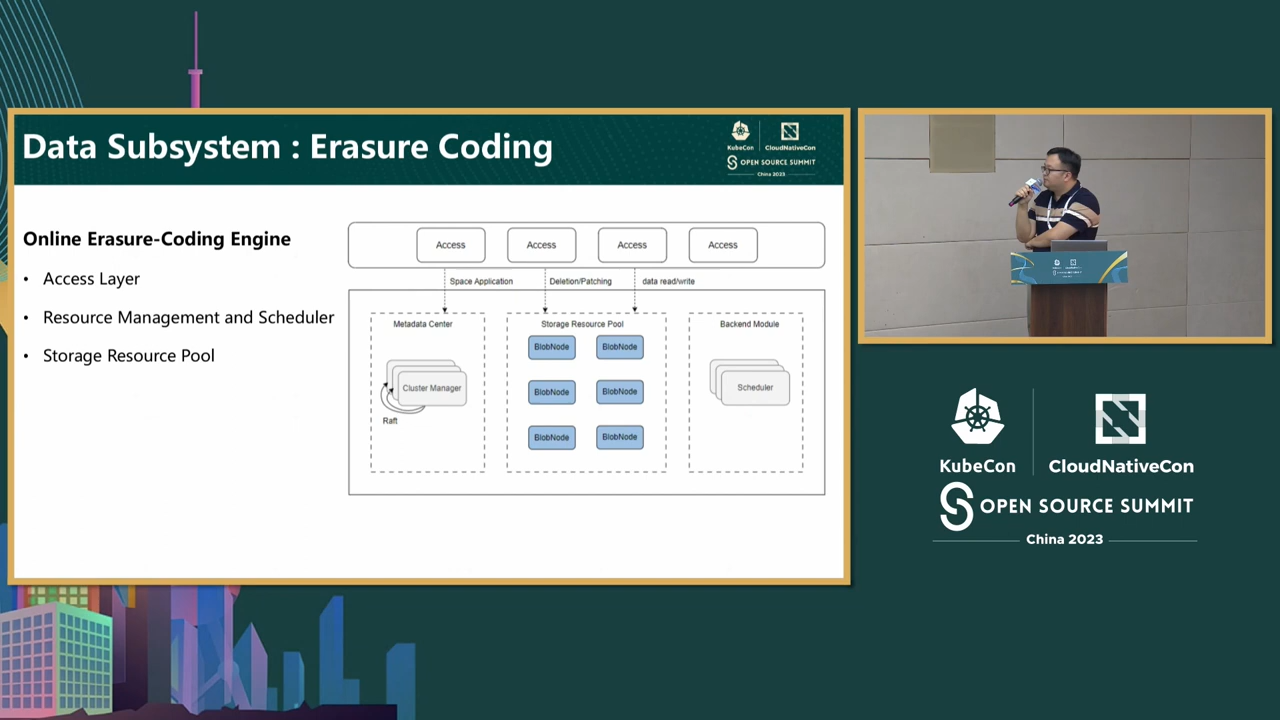 Data Subsystem : Erasure Coding
KubeCon
CloudNativeCon
OPEN SOURCE SUMMIT
China 2023
Online Erasure-Coding Engine
• Access Layer
• Resource Management and Scheduler
• Storage Resource Pool
Access
Access
Access
Access
Space Application
Deletion/Patching
data read/write
Metadata Center
Cluster Manager
Raft
Storage Resource Pool
BlobNode
BlobNode
BlobNode
BlobNode
BlobNode
BlobNode
Backend Module
Scheduler
KubeCon
CloudNativeCon
OPEN SOURCE SUMMIT
China 2023